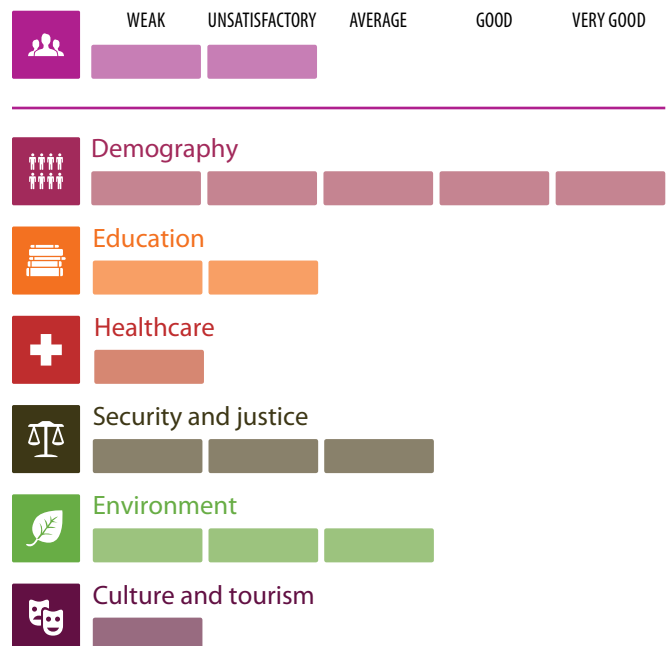 WEAK UNSATISFACTORY AVERAGE GOOD VERY GOOD
Demography
Education
Healthcare
Security and justice
Environment
Culture and tourism